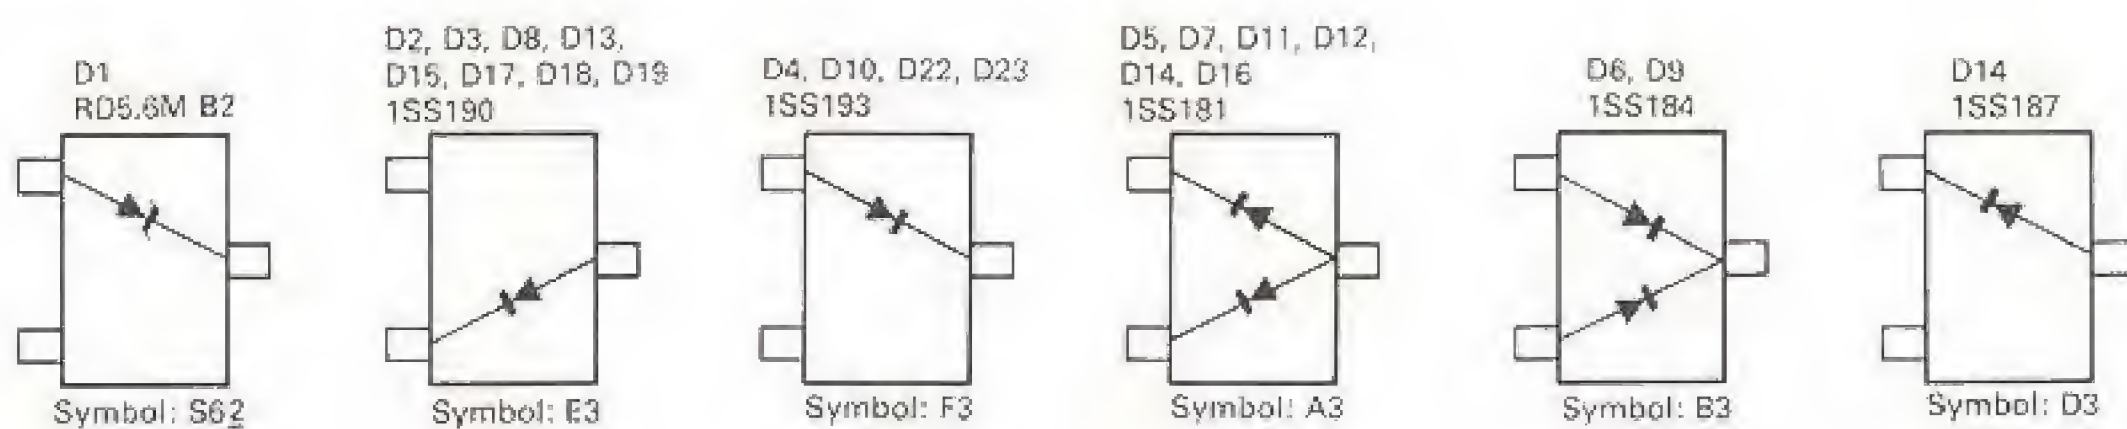 D1
RD5.6M B2
Symbol: S62
D2, D3, D8, D13,
D15, D17, D18, D19
1SS190
Symbol: E3
D4, D10, D22, D23
1SS193
Symbol: F3
D5, D7, D11, D12,
D14, D16
1SS181
Symbol: A3
D6, D9
1SS184
Symbol: B3
D14
1SS187
Symbol: D3